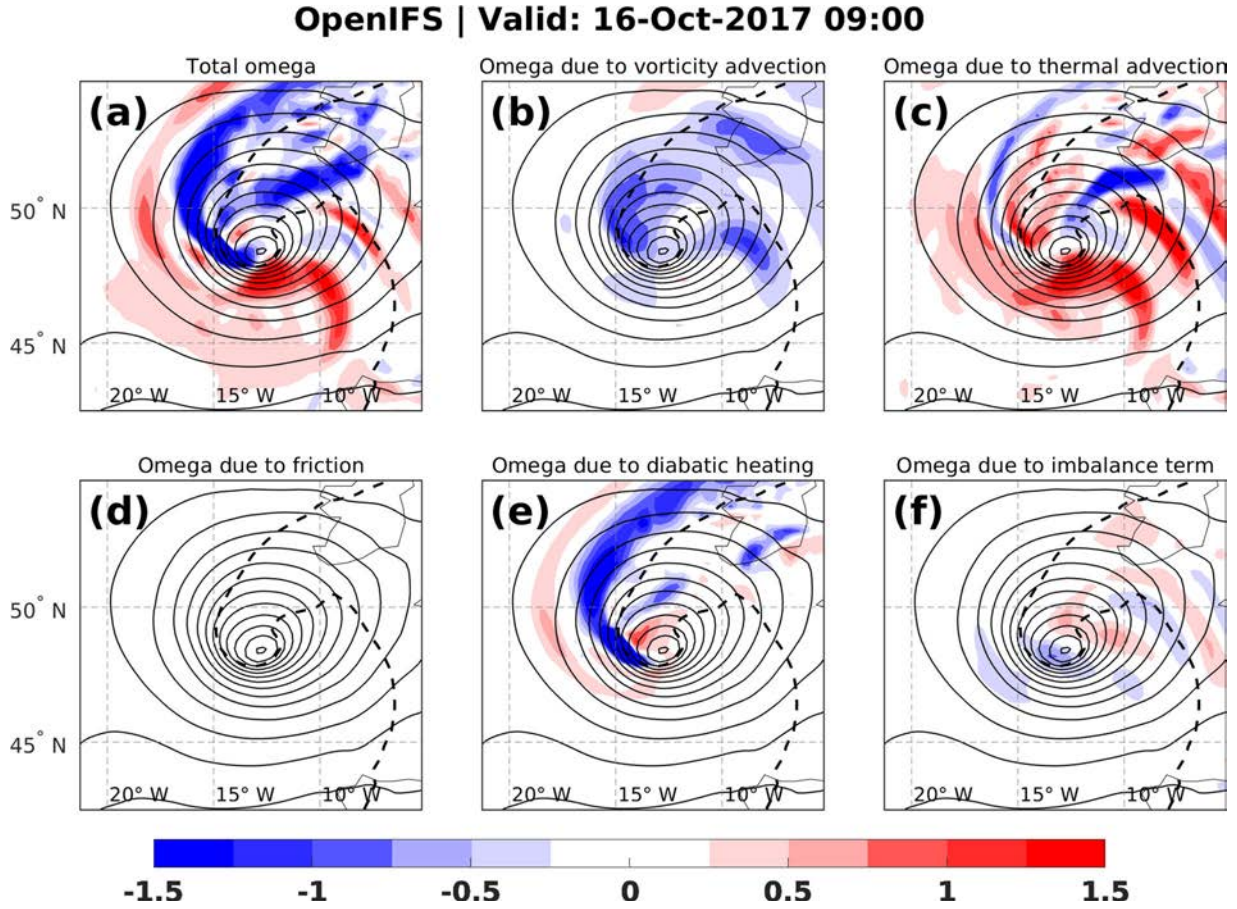 OpenIFS | Valid: 16-Oct-2017 09:00
Total omega
Omega due to vorticity advection
Omega due to thermal advection
(a)
(b)
(c)
50° N
45° N
20° W 15° W 10° W
20° W 15° W 10° W
20° W 15° W 10° W
Omega due to friction
Omega due to diabatic heating
Omega due to imbalance term
(d)
(e)
(f)
50° N
45° N
20° W 15° W 10° W
20° W 15° W 10° W
20° W 15° W 10° W
-1.5 -1 -0.5 0 0.5 1 1.5